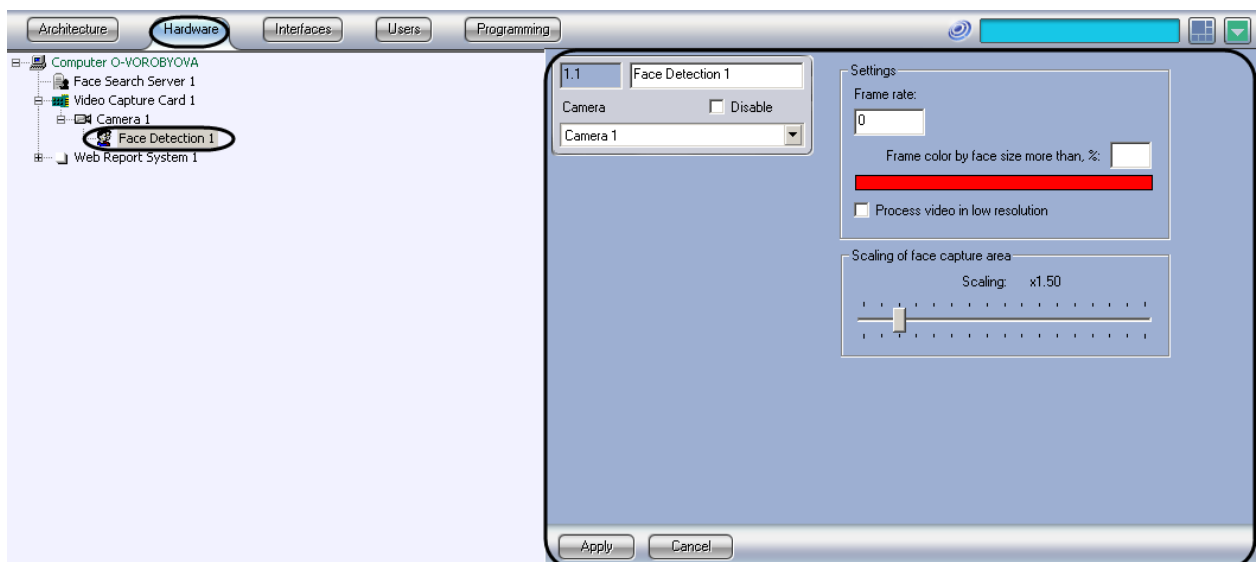 Architecture Hardware Interfaces Users Programming
Computer O-VOROBYOVA
Face Search Server 1
Video Capture Card 1
Camera 1
Face Detection 1
Web Report System 1
1.1 Face Detection 1
Camera Disable
Camera 1
Settings
Frame rate:
0
Frame color by face size more than, %:
Process video in low resolution
Scaling of face capture area
Scaling: x1.50
Apply Cancel